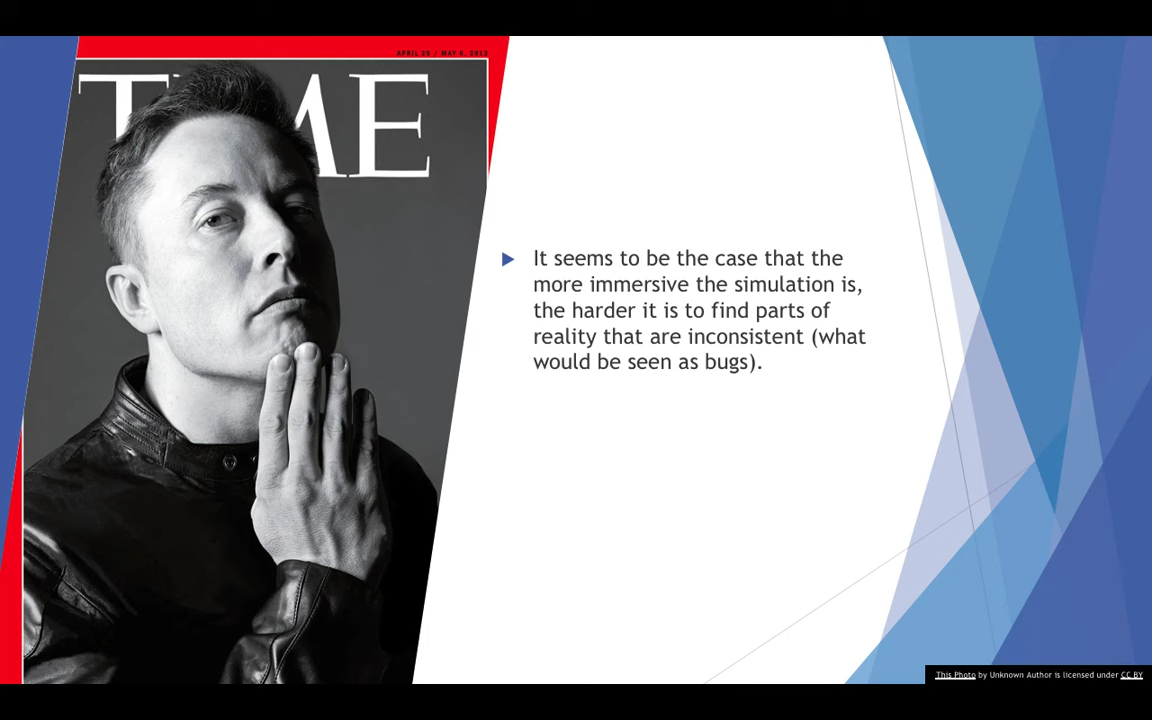 APRIL 29 / MAY 6, 2013
TIME
It seems to be the case that the
more immersive the simulation is,
the harder it is to find parts of
reality that are inconsistent (what
would be seen as bugs).
This Photo by Unknown Author is licensed under CC BY